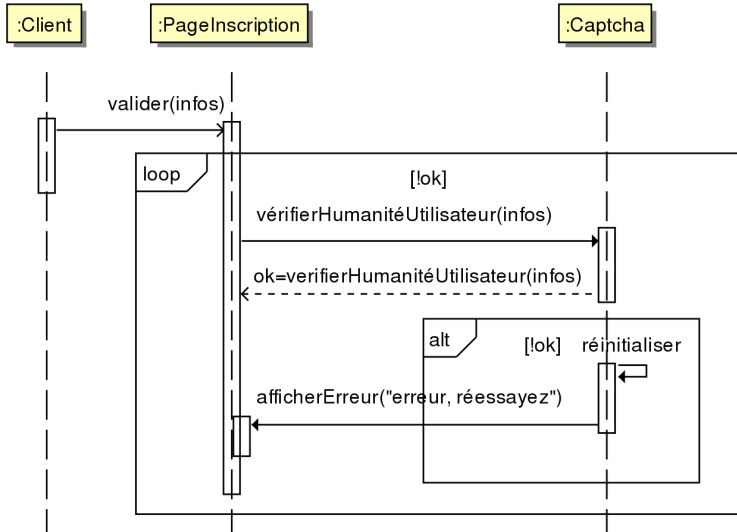 :Client
:PageInscription
:Captcha
valider(infos)
loop
[!ok]
vérifierHumanitéUtilisateur(infos)
ok=verifierHumanitéUtilisateur(infos)
alt
[!ok]
réinitialiser
afficherErreur("erreur, réessayez")